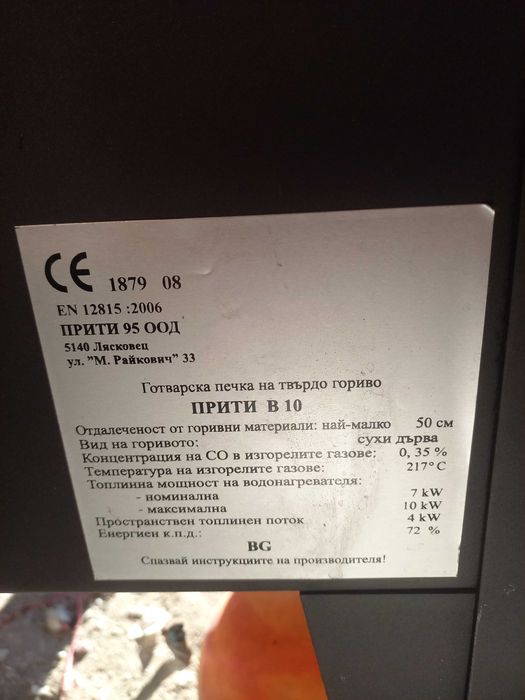 CE 1879 08
EN 12815 :2006
ПРИТИ 95 ООД
5140 Лясковец
ул. "М. Райкович" 33
Готварска печка на твърдо гориво
ПРИТИ В 10
Отдалеченост от горивни материали: най-малко 50 см
Вид на горивото: сухи дърва
Концентрация на СО в изгорелите газове: 0, 35 %
Температура на изгорелите газове: 217° С
Топлинна мощност на водонагревателя:
- номинална 7 kW
- максимална 10 kW
Пространствен топлинен поток 4 kW
Енергиен к.п.д.: 72 %
BG
Спазвай инструкциите на производителя!